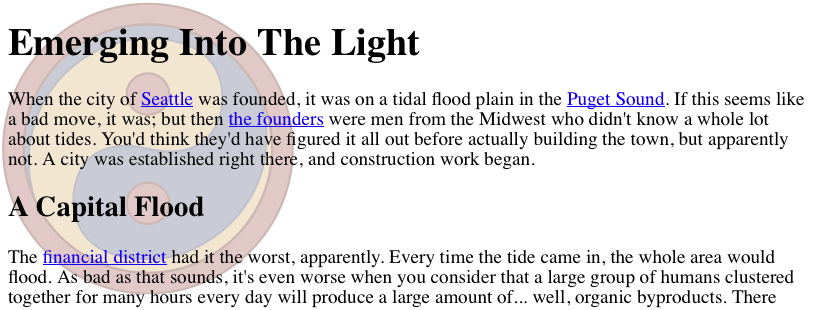 Emerging Into The Light
When the city of Seattle was founded, it was on a tidal flood plain in the Puget Sound. If this seems like
a bad move, it was; but then the founders were men from the Midwest who didn't know a whole lot
about tides. You'd think they'd have figured it all out before actually building the town, but apparently
not. A city was established right there, and construction work began.
A Capital Flood
The financial district had it the worst, apparently. Every time the tide came in, the whole area would
flood. As bad as that sounds, it's even worse when you consider that a large group of humans clustered
together for many hours every day will produce a large amount of... well, organic byproducts. There